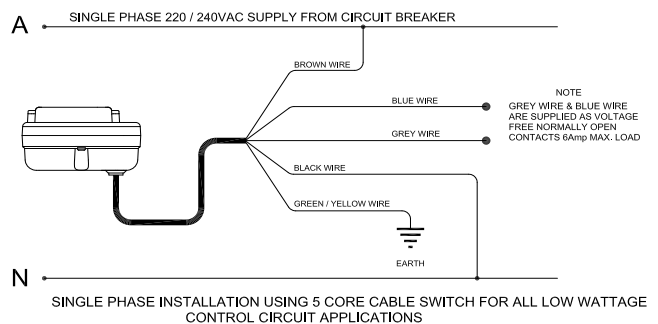 A
SINGLE PHASE 220 / 240VAC SUPPLY FROM CIRCUIT BREAKER
BROWN WIRE
BLUE WIRE
GREY WIRE
BLACK WIRE
GREEN / YELLOW WIRE
EARTH
NOTE
GREY WIRE & BLUE WIRE
ARE SUPPLIED AS VOLTAGE
FREE NORMALLY OPEN
CONTACTS 6Amp MAX. LOAD
N
SINGLE PHASE INSTALLATION USING 5 CORE CABLE SWITCH FOR ALL LOW WATTAGE
CONTROL CIRCUIT APPLICATIONS